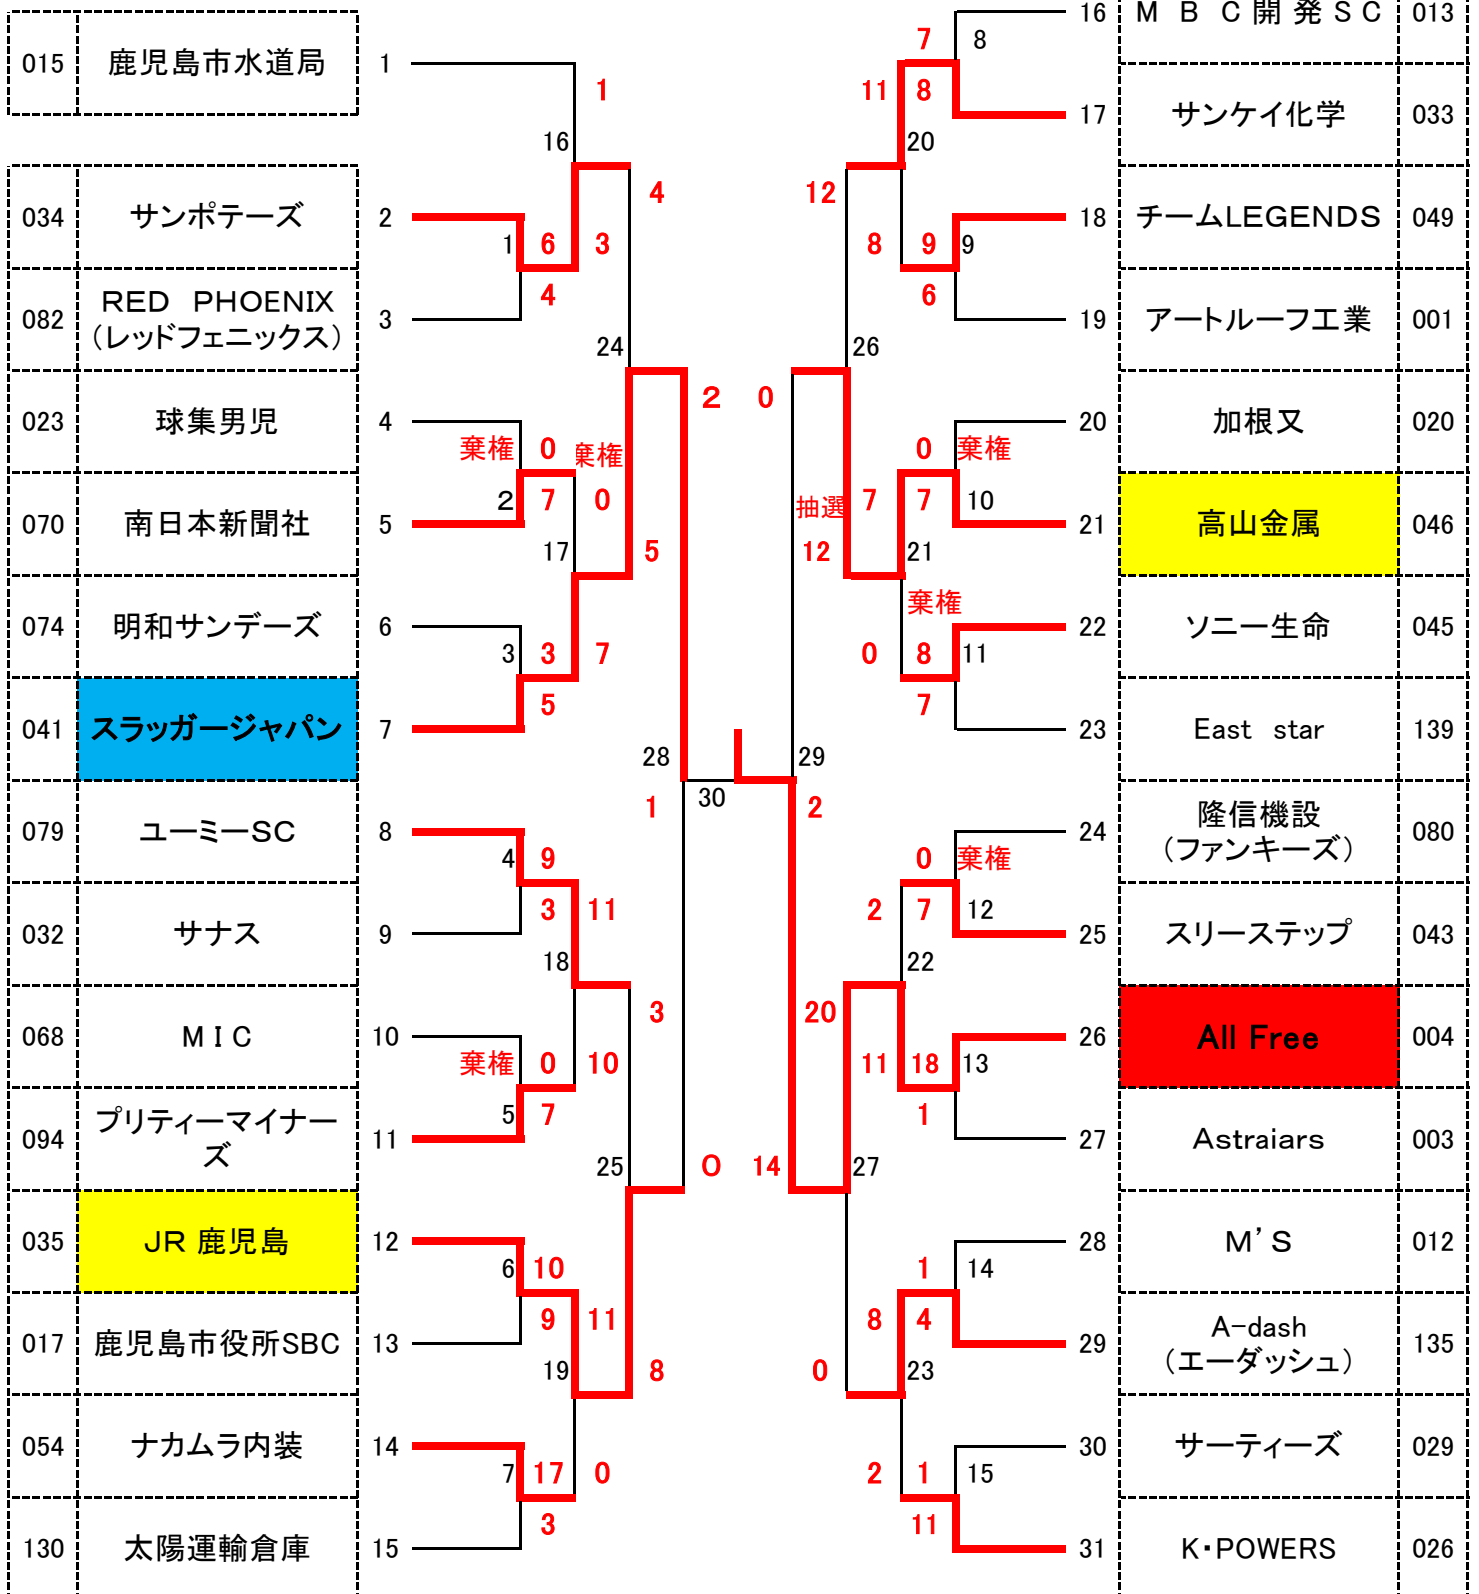 16 ＭＢＣ開発ＳＣ 013
015 鹿児島市水道局 1
7 8
1 11 8
17 サンケイ化学 033
16 20
4 12
034 サンポテーズ 2
18 チームLEGENDS 049
1 6 3 8 9 9
4 6
082 RED PHOENIX
（レッドフェニックス） 3
19 アートルーフ工業 001
24 26
2 0
023 球集男児 4
20 加根又 020
棄権 0 棄権 0 棄権
2 7 0 抽選 7 7 10
070 南日本新聞社 5
21 高山金属 046
17 5 12 21
棄権
074 明和サンデーズ 6
22 ソニー生命 045
3 3 7 0 8 11
5 7
041 スラッガージャパン 7
23 East star 139
28 29
30
1 2
079 ユーミーSC 8
24 隆信機設
（ファンキーズ） 080
4 9 0 棄権
3 11 2 7 12
032 サナス 9
25 スリーステップ 043
18 22
3 20
068 ＭＩＣ 10
26 All Free 004
棄権 0 10 11 18 13
5 7 1
094 プリティーマイナー
ズ 11
27 Astraiars 003
25 0 14 27
035 JR 鹿児島 12
28 Ｍ’Ｓ 012
6 10 1 14
9 11 8 4
017 鹿児島市役所SBC 13
29 A-dash
（エーダッシュ） 135
19 8 0 23
054 ナカムラ内装 14
30 サーティーズ 029
7 17 0 2 1 15
3 11
130 太陽運輸倉庫 15
31 K・POWERS 026